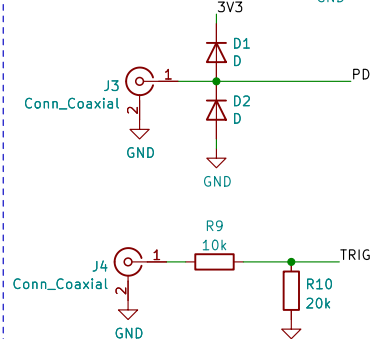 GND
3V3
D1
D
J3
1
PD
Conn_Coaxial
2
D2
D
GND
GND
R9
10k
J4
1
TRIG
Conn_Coaxial
2
R10
20k
GND